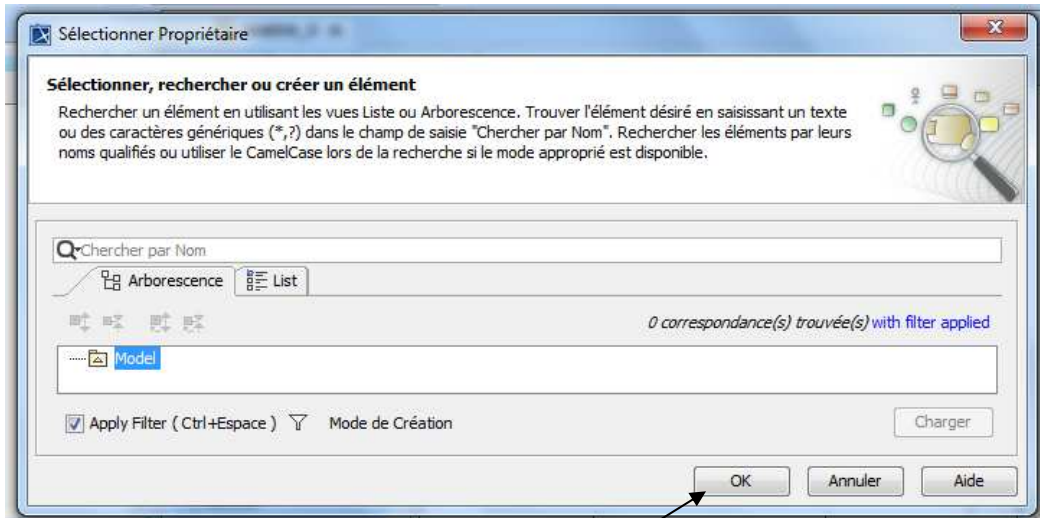 Sélectionner Propriétaire
Sélectionner, rechercher ou créer un élément
Rechercher un élément en utilisant les vues Liste ou Arborescence. Trouver l'élément désiré en saisissant un texte
ou des caractères génériques (*,?) dans le champ de saisie "Chercher par Nom". Rechercher les éléments par leurs
noms qualifiés ou utiliser le CamelCase lors de la recherche si le mode approprié est disponible.
Chercher par Nom
Arborescence List
0 correspondance(s) trouvée(s) with filter applied
Model
Apply Filter ( Ctrl+Espace ) Mode de Création Charger
OK Annuler Aide